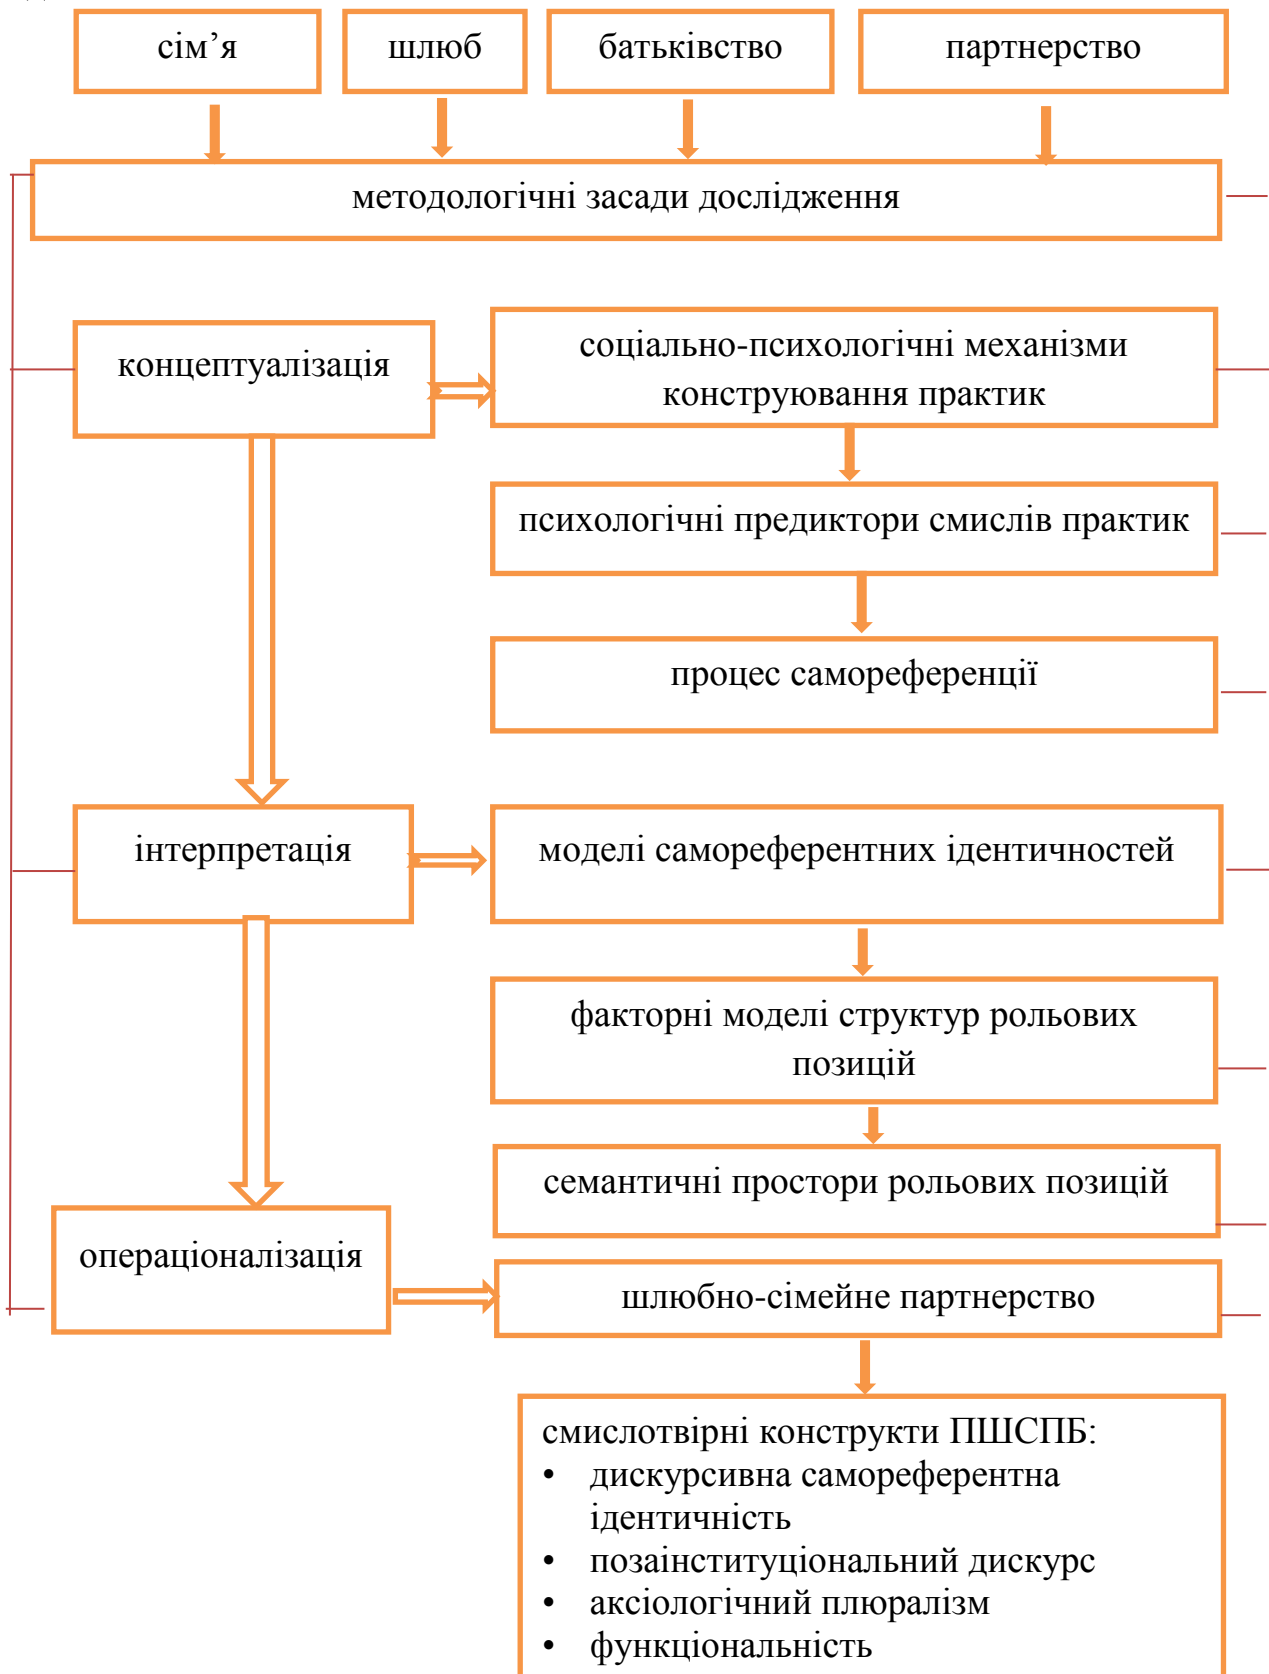 сім’я
шлюб
батьківство
партнерство
методологічні засади дослідження
концептуалізація
соціально-психологічні механізми
конструювання практик
психологічні предиктори смислів практик
процес самореференції
інтерпретація
моделі самореферентних ідентичностей
факторні моделі структур рольових
позицій
семантичні простори рольових позицій
операціоналізація
шлюбно-сімейне партнерство
смислотвірні конструкти ПШСПБ:
• дискурсивна самореферентна
ідентичність
• позаінституціональний дискурс
• аксіологічний плюралізм
• функціональність